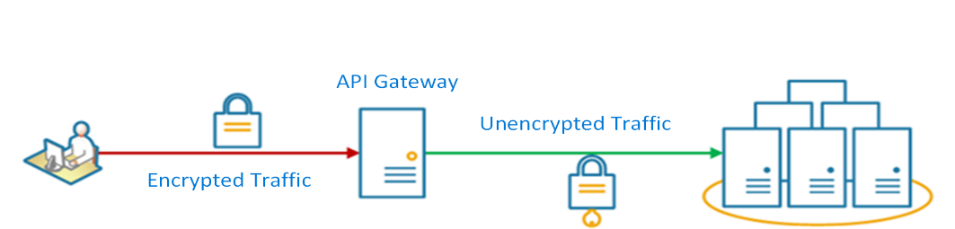 API Gateway
Unencrypted Traffic
Encrypted Traffic